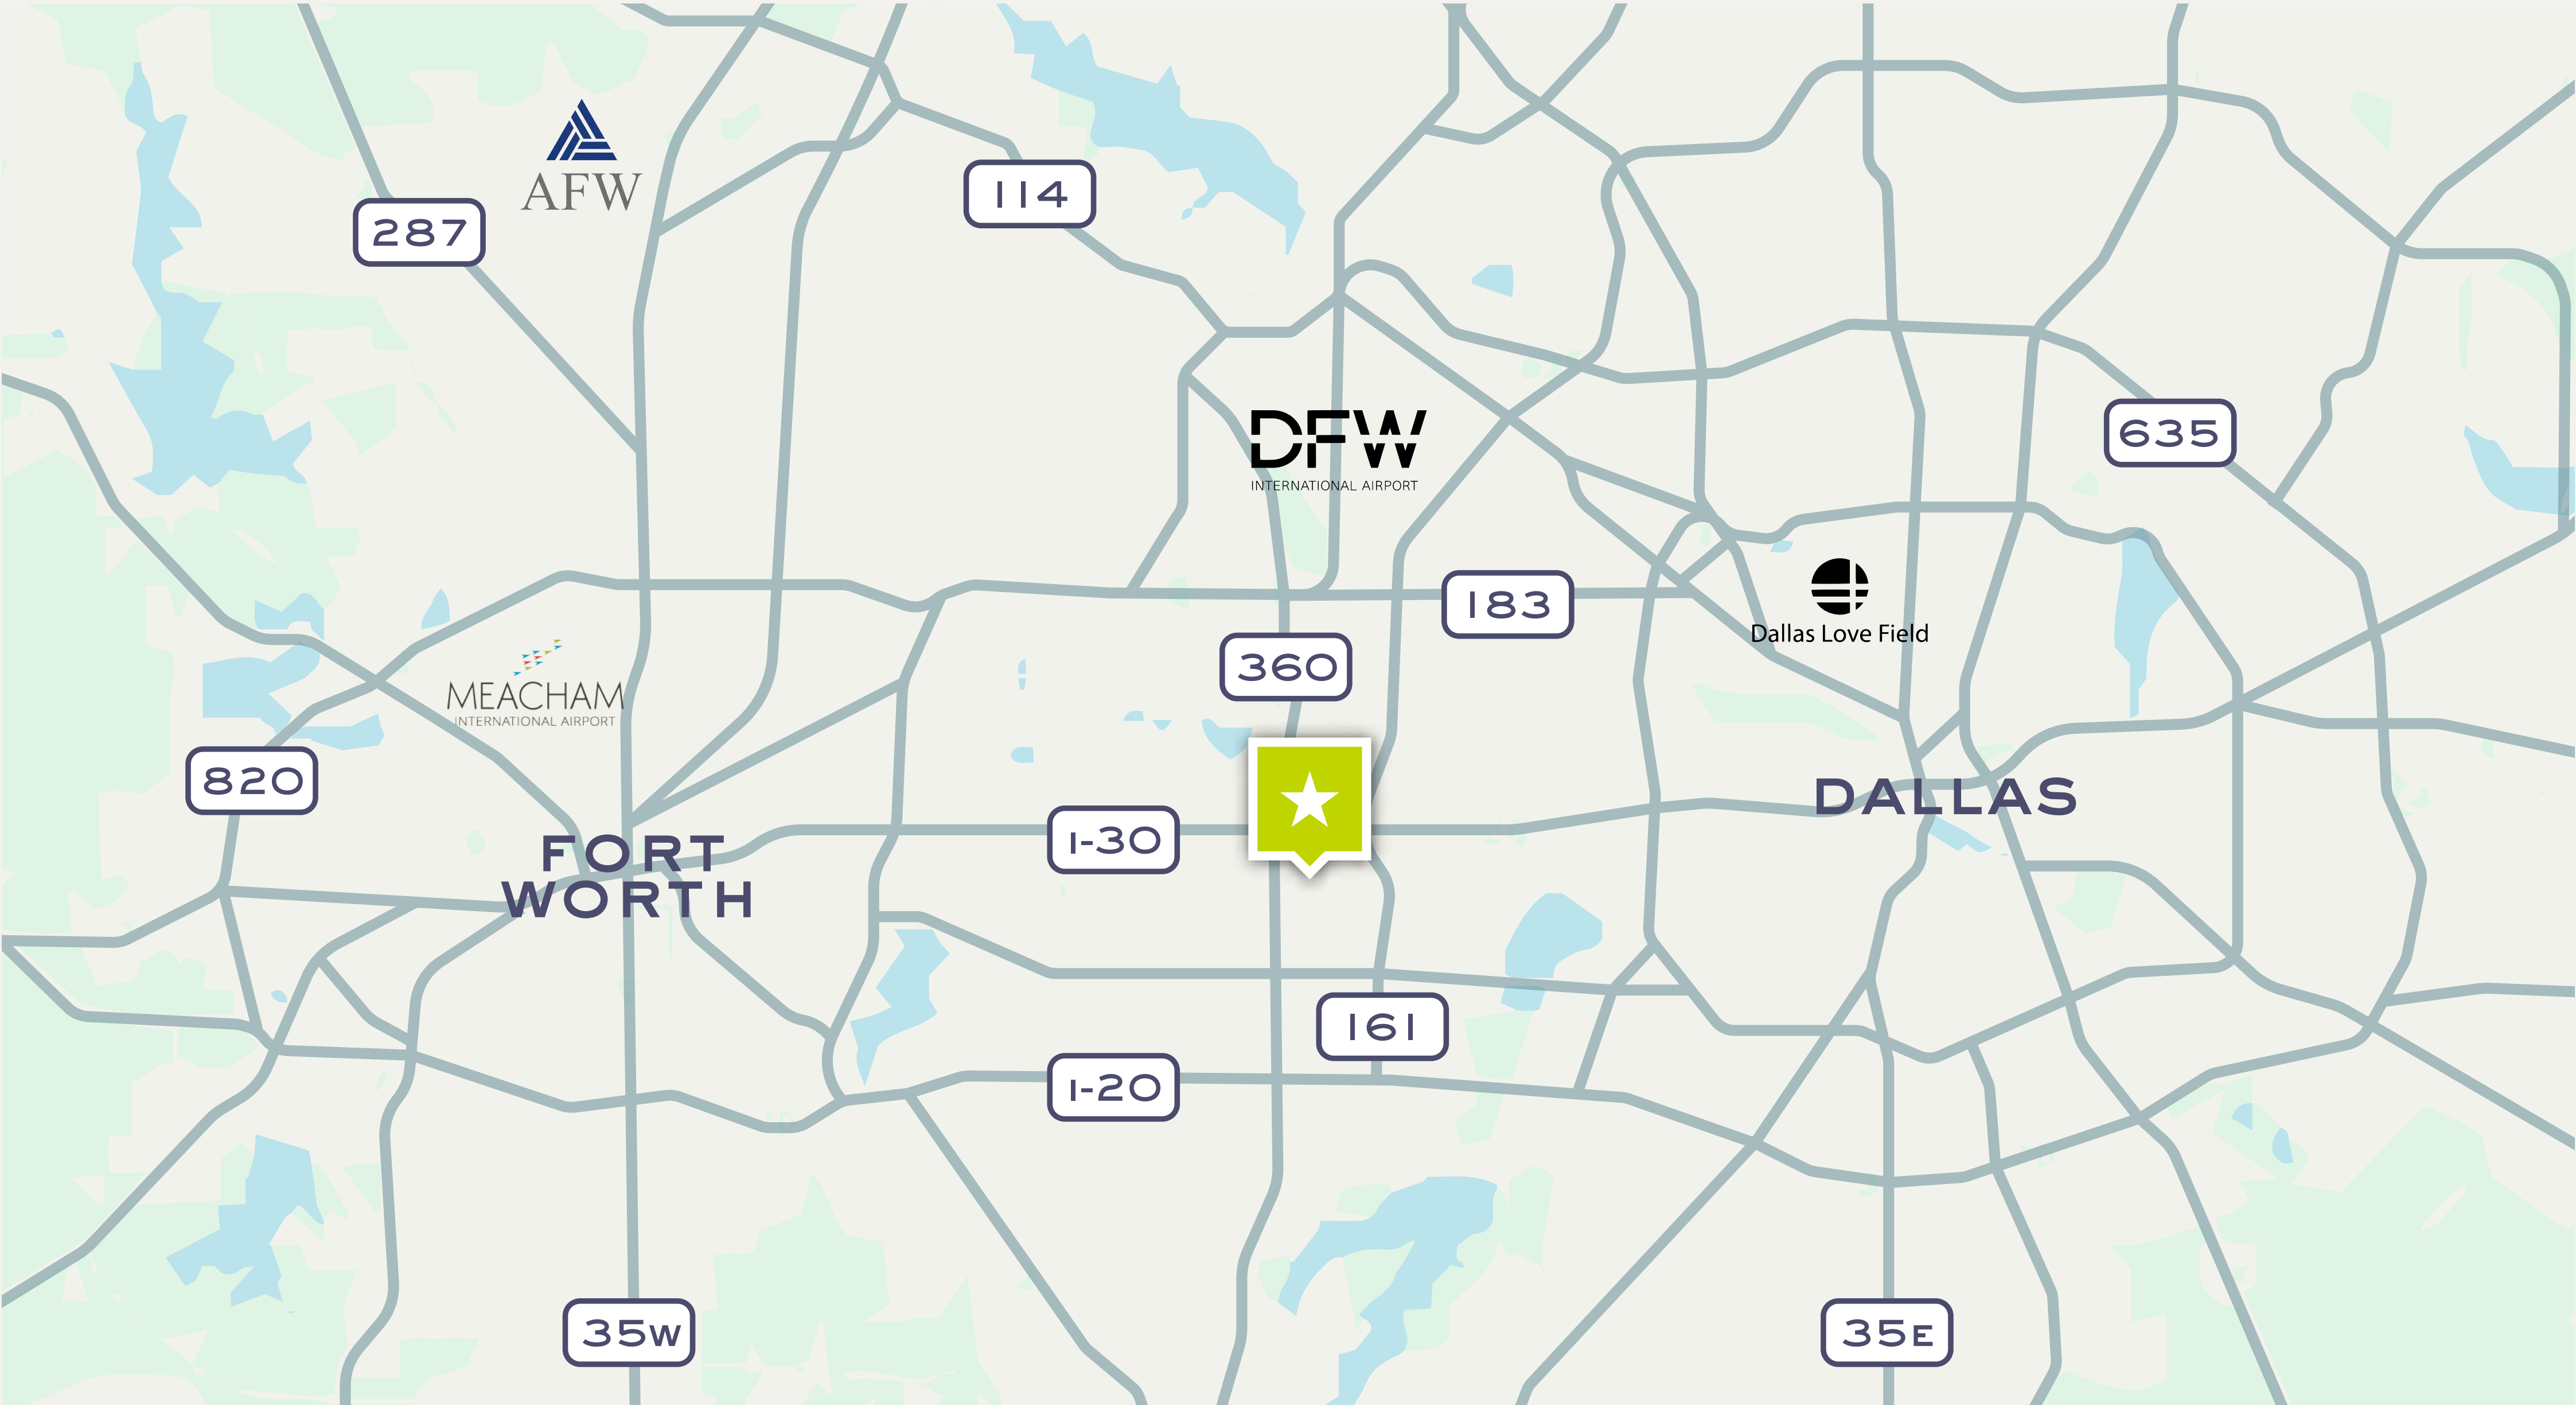 AFW
114
287
DFW
INTERNATIONAL AIRPORT
635
183
Dallas Love Field
360
MEACHAM
INTERNATIONAL AIRPORT
820
DALLAS
I-30
FORT
WORTH
161
I-20
35W
35E